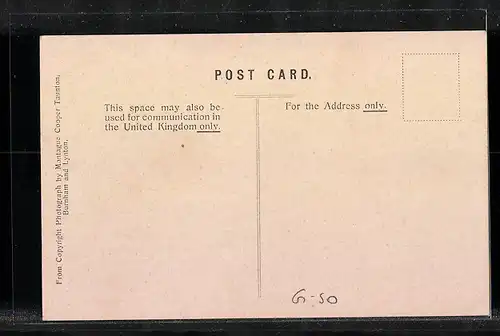 POST CARD.
This space may also be
used for communication in
the United Kingdom only.
For the Address only.
From Copyright Photograph by Montague Cooper Taunton,
Burnham and Lynton.
6-50